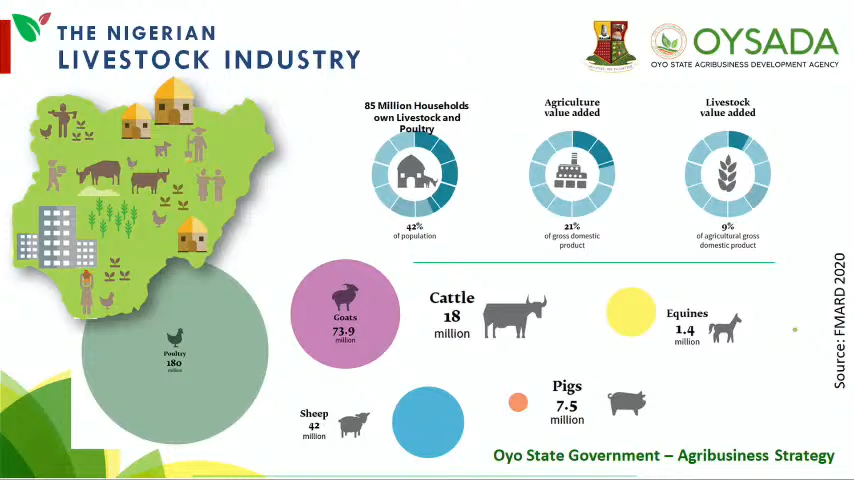 THE NIGERIAN
LIVESTOCK INDUSTRY
OYSADA
OYO STATE AGRIBUSINESS DEVELOPMENT AGENCY
85 Million Households
own Livestock and
Poultry
42%
of population
Agriculture
value added
21%
of gross domestic
product
Livestock
value added
9%
of agricultural gross
domestic product
Poultry
180
million
Goats
73.9
million
Cattle
18
million
Equines
1.4
million
Sheep
42
million
Pigs
7.5
million
Source: FMARD 2020
Oyo State Government – Agribusiness Strategy